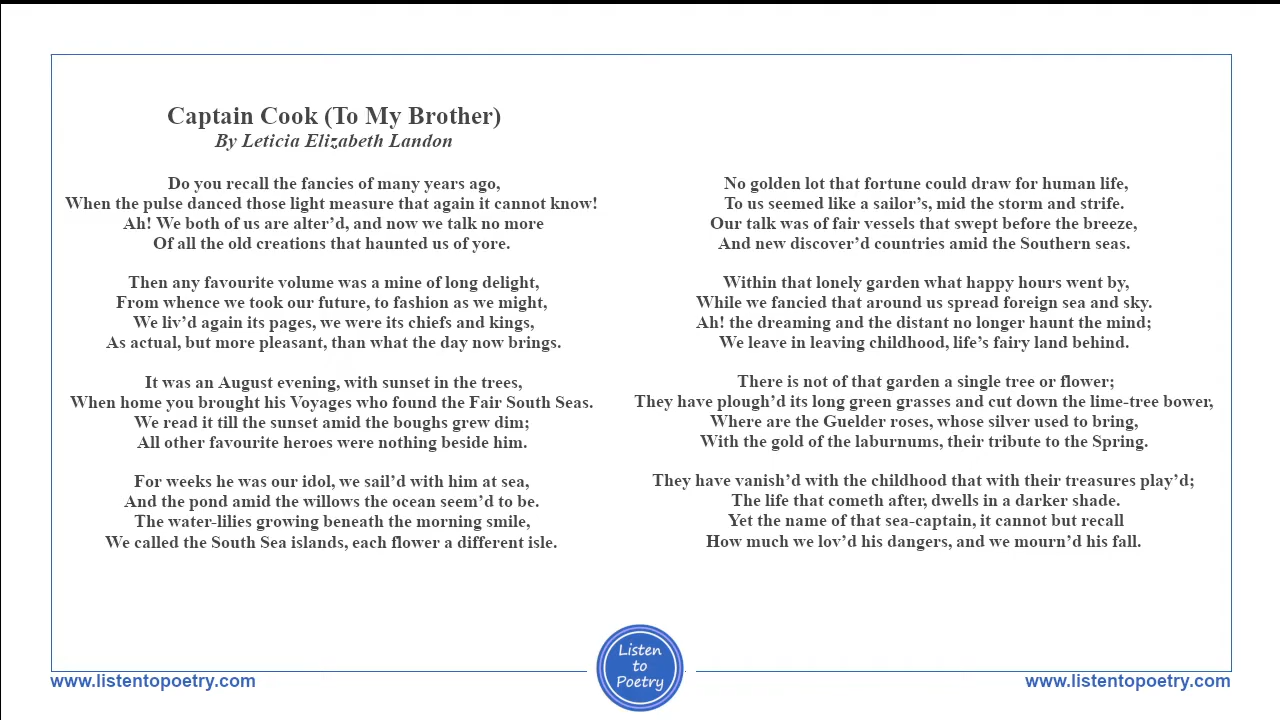 Captain Cook (To My Brother)
By Leticia Elizabeth Landon
Do you recall the fancies of many years ago,
When the pulse danced those light measure that again it cannot know!
Ah! We both of us are alter’d, and now we talk no more
Of all the old creations that haunted us of yore.
Then any favourite volume was a mine of long delight,
From whence we took our future, to fashion as we might,
We liv’d again its pages, we were its chiefs and kings,
As actual, but more pleasant, than what the day now brings.
It was an August evening, with sunset in the trees,
When home you brought his Voyages who found the Fair South Seas.
We read it till the sunset amid the boughs grew dim;
All other favourite heroes were nothing beside him.
For weeks he was our idol, we sail’d with him at sea,
And the pond amid the willows the ocean seem’d to be.
The water-lilies growing beneath the morning smile,
We called the South Sea islands, each flower a different isle.
No golden lot that fortune could draw for human life,
To us seemed like a sailor’s, mid the storm and strife.
Our talk was of fair vessels that swept before the breeze,
And new discover’d countries amid the Southern seas.
Within that lonely garden what happy hours went by,
While we fancied that around us spread foreign sea and sky.
Ah! the dreaming and the distant no longer haunt the mind;
We leave in leaving childhood, life’s fairy land behind.
There is not of that garden a single tree or flower;
They have plough’d its long green grasses and cut down the lime-tree bower,
Where are the Guelder roses, whose silver used to bring,
With the gold of the laburnums, their tribute to the Spring.
They have vanish’d with the childhood that with their treasures play’d;
The life that cometh after, dwells in a darker shade.
Yet the name of that sea-captain, it cannot but recall
How much we lov’d his dangers, and we mourn’d his fall.
Listen
to
Poetry
www.listentopoetry.com
www.listentopoetry.com